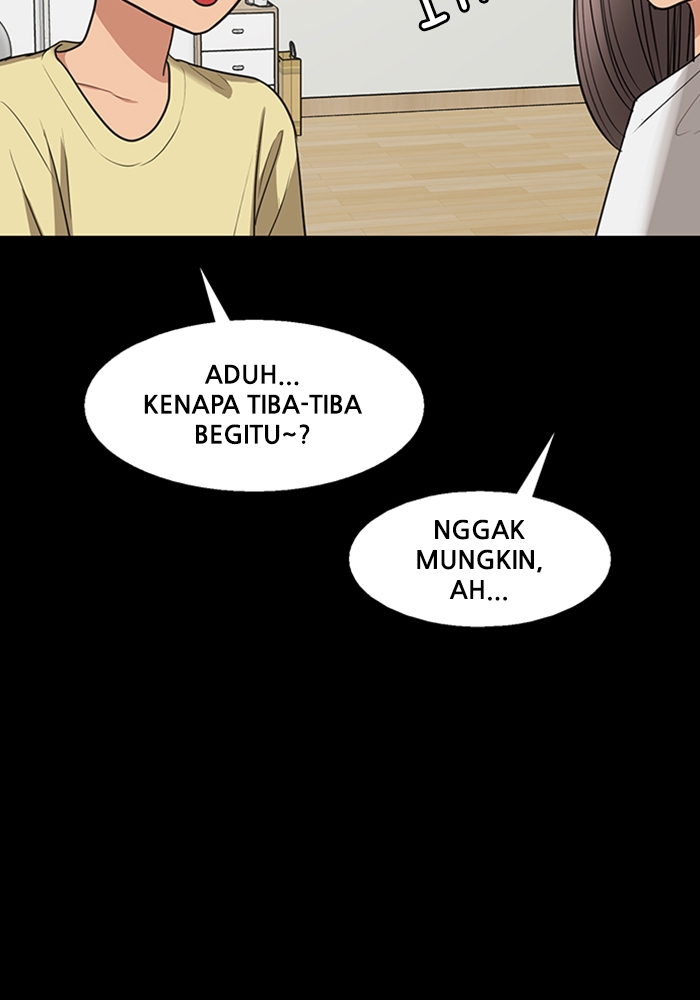 ADUH...
KENAPA TIBA-TIBA
BEGITU~?
NGGAK
MUNGKIN,
AH...